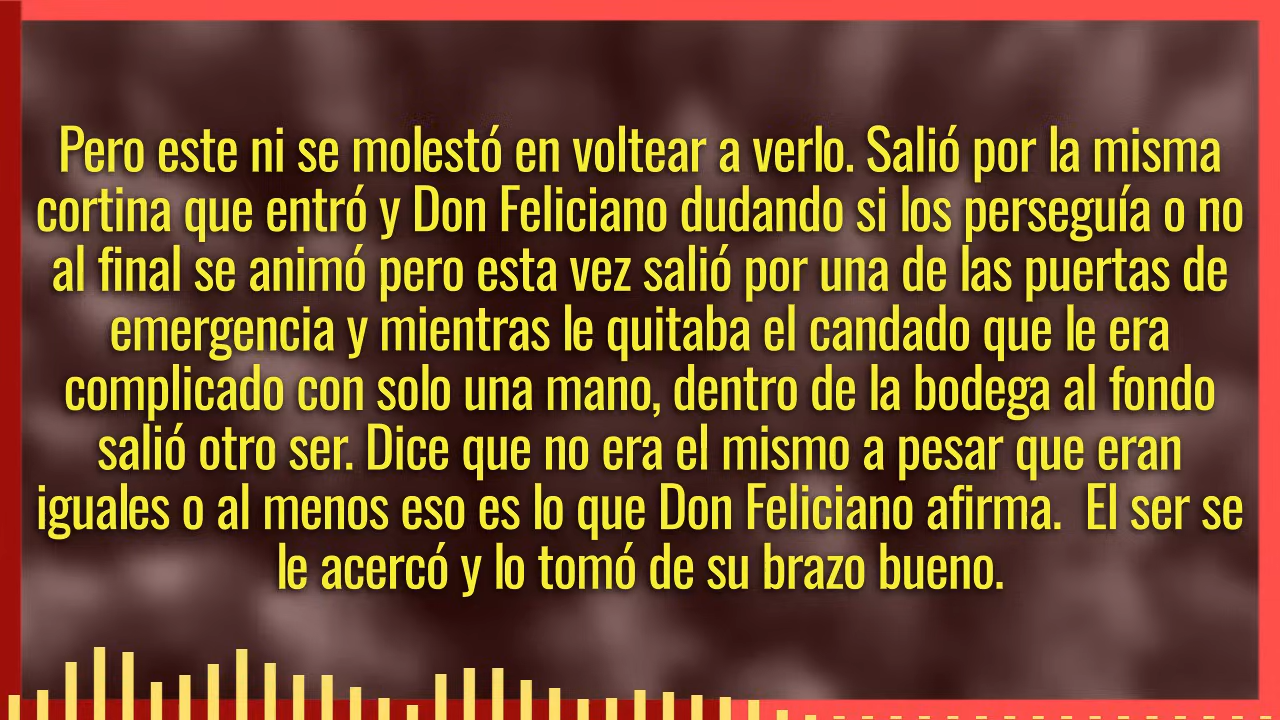 Pero este ni se molestó en voltear a verlo. Salió por la misma
cortina que entró y Don Feliciano dudando si los perseguía o no
al final se animó pero esta vez salió por una de las puertas de
emergencia y mientras le quitaba el candado que le era
complicado con solo una mano, dentro de la bodega al fondo
salió otro ser. Dice que no era el mismo a pesar que eran
iguales o al menos eso es lo que Don Feliciano afirma.  El ser se
le acercó y lo tomó de su brazo bueno.